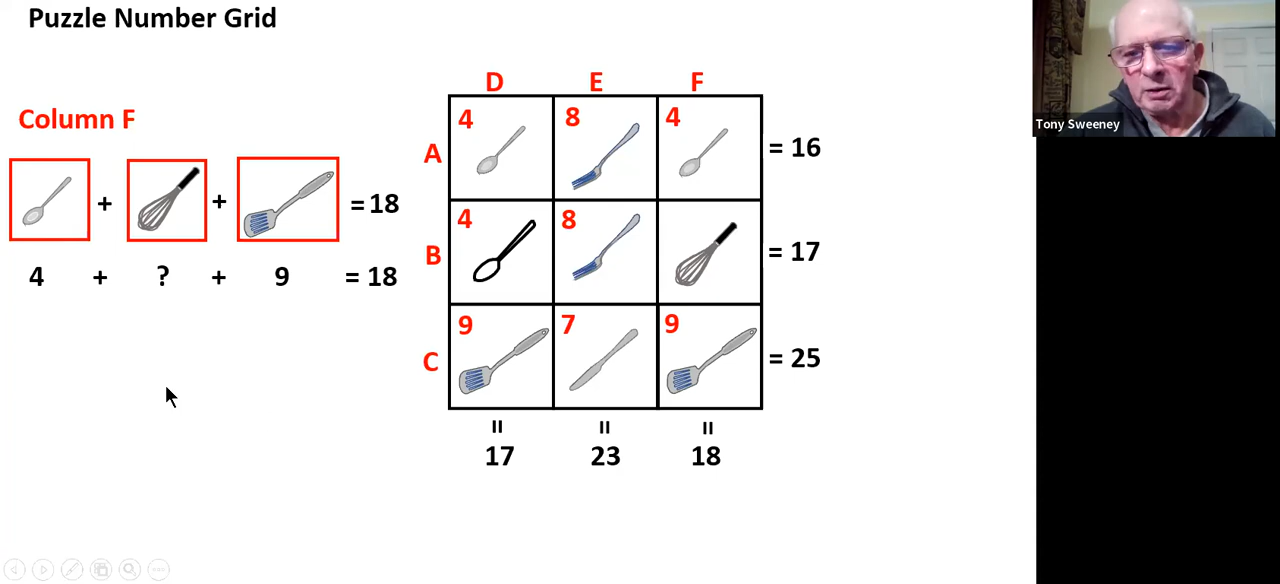 Puzzle Number Grid
Column F
+ + = 18
4 + ? + 9 = 18
D E F
A 4 8 4 = 16
B 4 8 = 17
C 9 7 9 = 25
= = =
17 23 18
Tony Sweeney